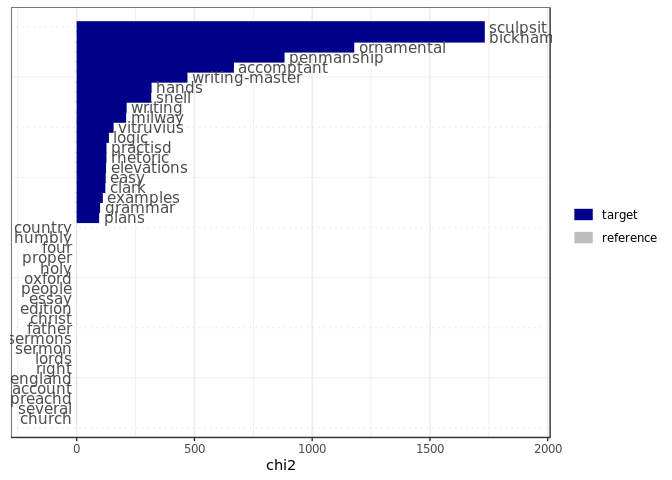 sculpsit
bickham
ornamental
penmanship
accomptant
writing-master
hands
snell
writing
milway
vitruvius
logic
practisd
rhetoric
elevations
easy
clark
examples
grammar
plans
country
humbly
four
proper
holy
oxford
people
essay
edition
christ
father
sermons
sermon
lords
right
england
account
preachd
several
church
target
reference
0 500 1000 1500 2000
chi2